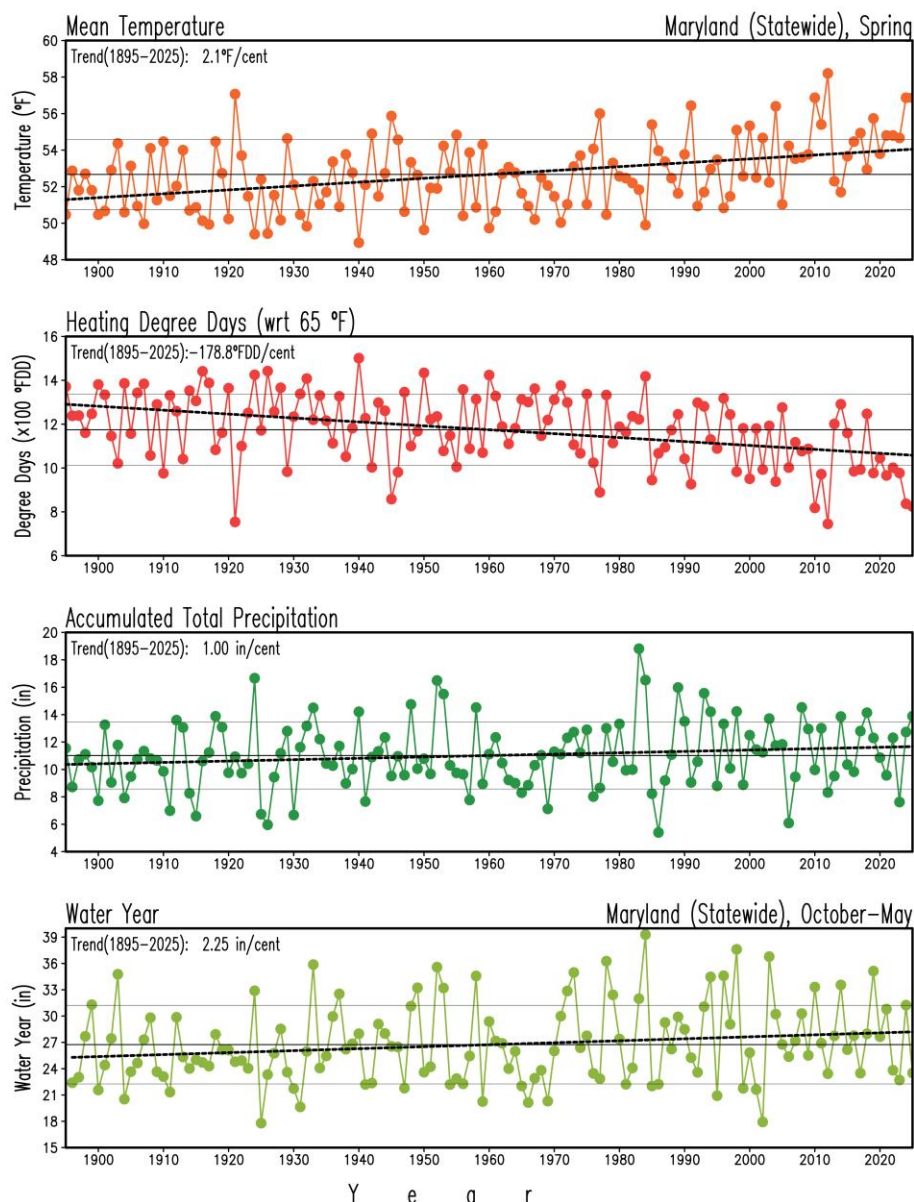 Mean Temperature Maryland (Statewide), Spring
Trend(1895-2025): 2.1°F/cent
Temperature (°F)
60
58
56
54
52
50
48
1900 1910 1920 1930 1940 1950 1960 1970 1980 1990 2000 2010 2020
Heating Degree Days (wrt 65 °F)
Trend(1895-2025):-178.8°FDD/cent
Degree Days (x100 °FDD)
16
14
12
10
8
6
1900 1910 1920 1930 1940 1950 1960 1970 1980 1990 2000 2010 2020
Accumulated Total Precipitation
Trend(1895-2025): 1.00 in/cent
Precipitation (in)
20
18
16
14
12
10
8
6
4
1900 1910 1920 1930 1940 1950 1960 1970 1980 1990 2000 2010 2020
Water Year Maryland (Statewide), October-May
Trend(1895-2025): 2.25 in/cent
Water Year (in)
39
36
33
30
27
24
21
18
15
1900 1910 1920 1930 1940 1950 1960 1970 1980 1990 2000 2010 2020
Y e a r